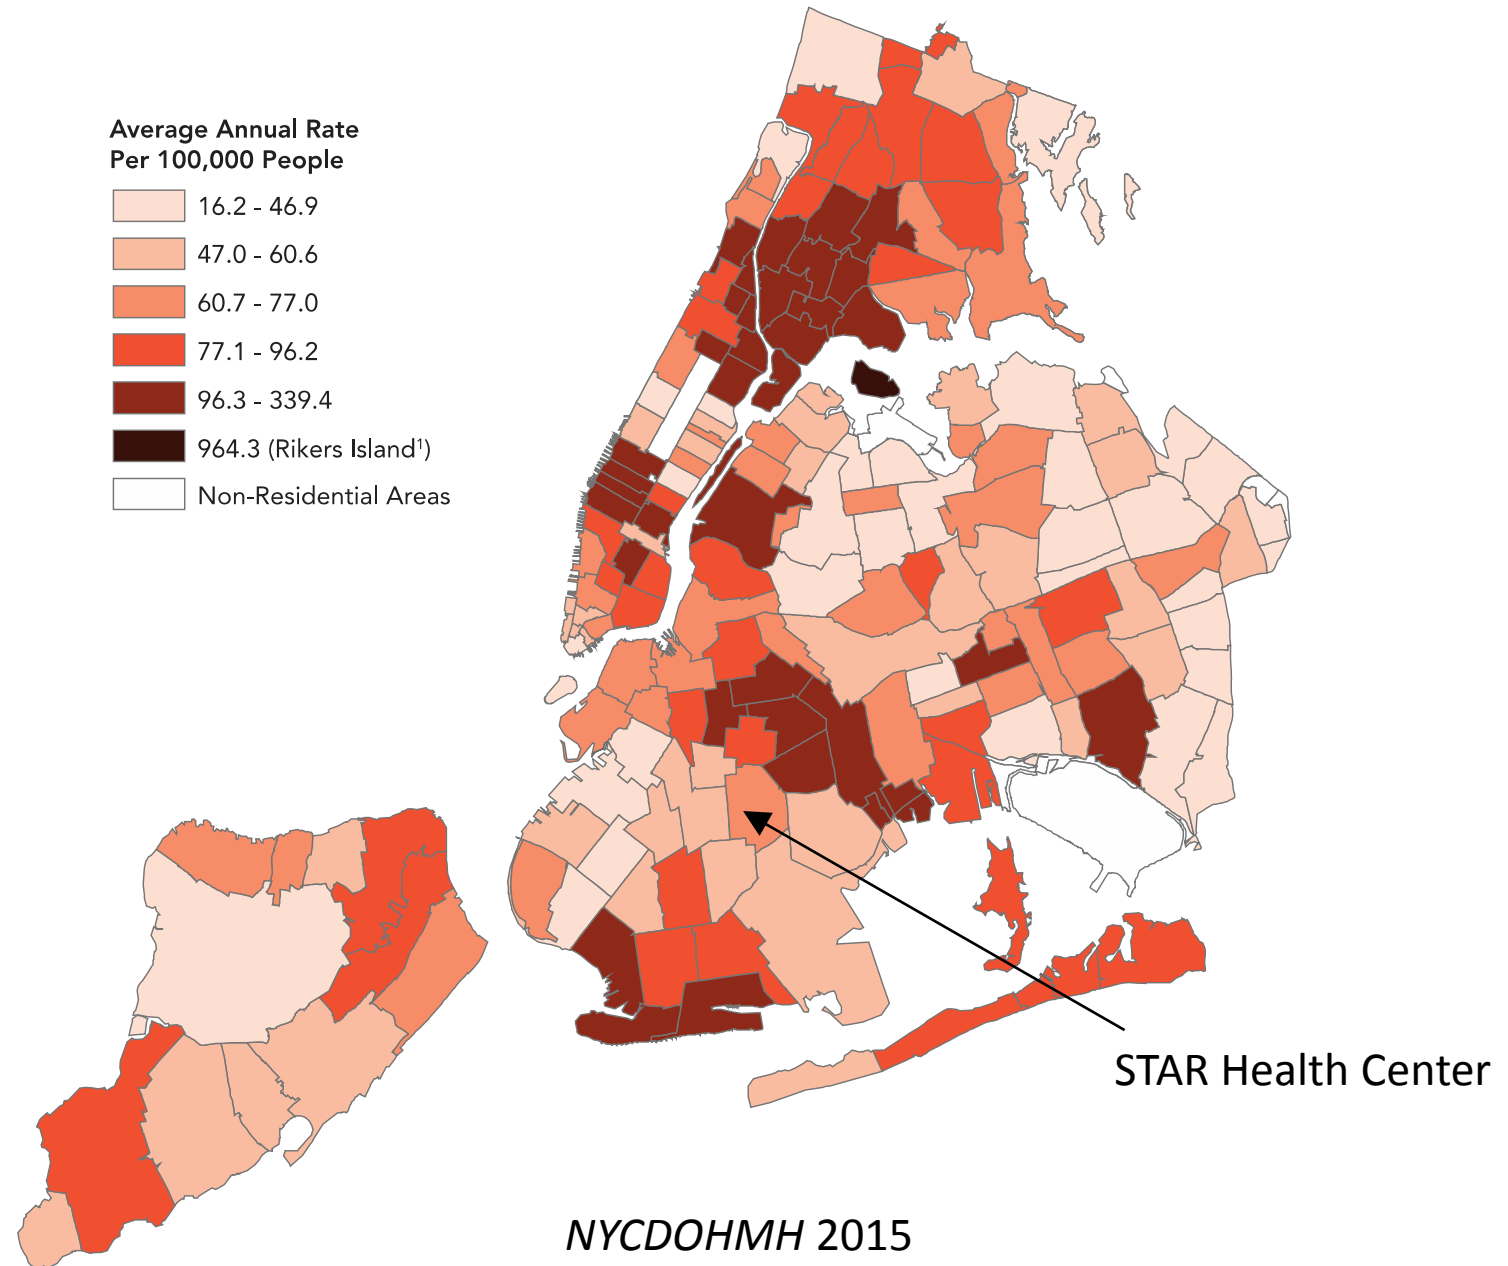 Average Annual Rate
Per 100,000 People
16.2 - 46.9
47.0 - 60.6
60.7 - 77.0
77.1 - 96.2
96.3 - 339.4
964.3 (Rikers Island¹)
Non-Residential Areas
STAR Health Center
NYCDOHMH 2015